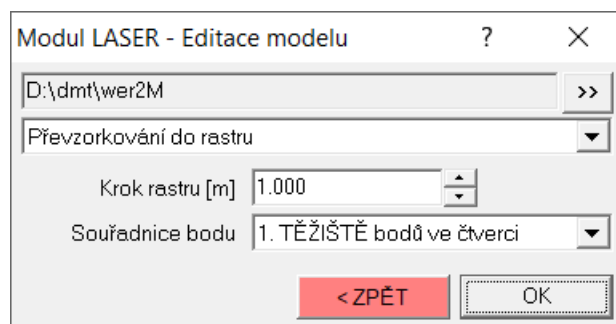 Modul LASER - Editace modelu ?
D:\dmt\wer2M >>
Převzorkování do rastru
Krok rastru [m] 1.000
Souřadnice bodu 1. TĚŽIŠTĚ bodů ve čtverci
< ZPĚT OK